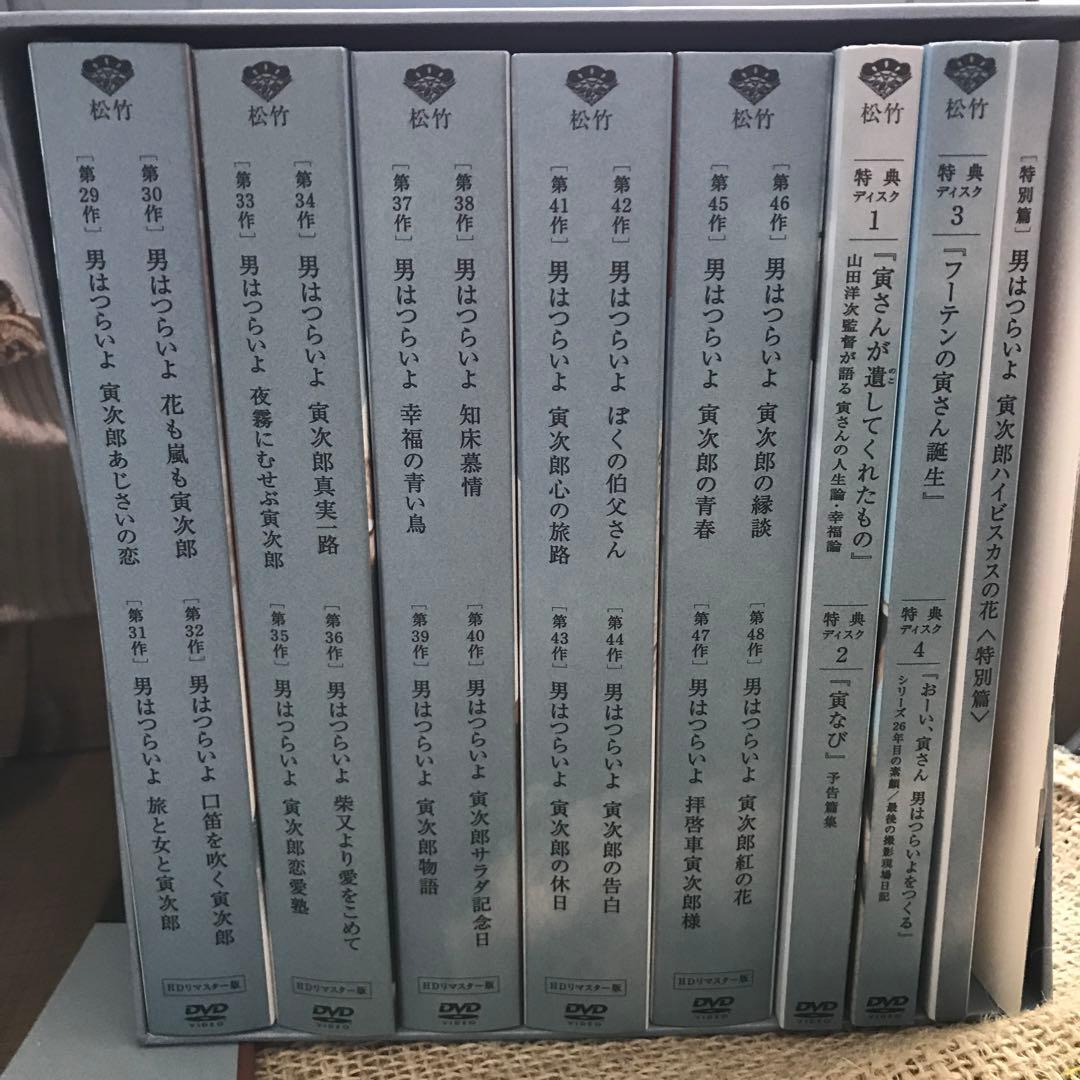 松竹
[第29作] 男はつらいよ 寅次郎あじさいの恋
[第30作] 男はつらいよ 花も嵐も寅次郎
[第31作] 男はつらいよ 旅と女と寅次郎
[第32作] 男はつらいよ 口笛を吹く寅次郎
HDリマスター版
DVD
VIDEO
松竹
[第33作] 男はつらいよ 夜霧にむせぶ寅次郎
[第34作] 男はつらいよ 寅次郎真実一路
[第35作] 男はつらいよ 寅次郎恋愛塾
[第36作] 男はつらいよ 柴又より愛をこめて
HDリマスター版
DVD
VIDEO
松竹
[第37作] 男はつらいよ 幸福の青い鳥
[第38作] 男はつらいよ 知床慕情
[第39作] 男はつらいよ 寅次郎物語
[第40作] 男はつらいよ 寅次郎サラダ記念日
HDリマスター版
DVD
VIDEO
松竹
[第41作] 男はつらいよ 寅次郎心の旅路
[第42作] 男はつらいよ ぼくの伯父さん
[第43作] 男はつらいよ 寅次郎の休日
[第44作] 男はつらいよ 寅次郎の告白
HDリマスター版
DVD
VIDEO
松竹
[第45作] 男はつらいよ 寅次郎の青春
[第46作] 男はつらいよ 寅次郎の縁談
[第47作] 男はつらいよ 拝啓車寅次郎様
[第48作] 男はつらいよ 寅次郎紅の花
HDリマスター版
DVD
VIDEO
松竹
特典
ディスク
1
『寅さんが遺してくれたもの』
のこ
山田洋次監督が語る 寅さんの人生論・幸福論
特典
ディスク
2
『寅なび』 予告篇集
DVD
VIDEO
松竹
特典
ディスク
3
『フーテンの寅さん誕生』
特典
ディスク
4
『おーい、寅さん 男はつらいよをつくる』
シリーズ26年目の素顔/最後の撮影現場日記
DVD
VIDEO
[特別篇] 男はつらいよ 寅次郎ハイビスカスの花〈特別篇〉